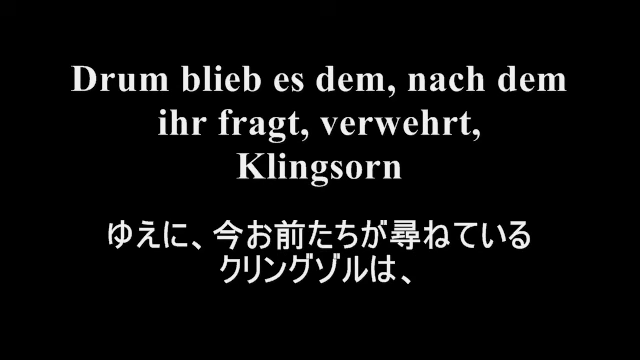 Drum blieb es dem, nach dem
ihr fragt, verwehrt,
Klingsorn
ゆえに、今お前たちが尋ねている
クリングゾルは、